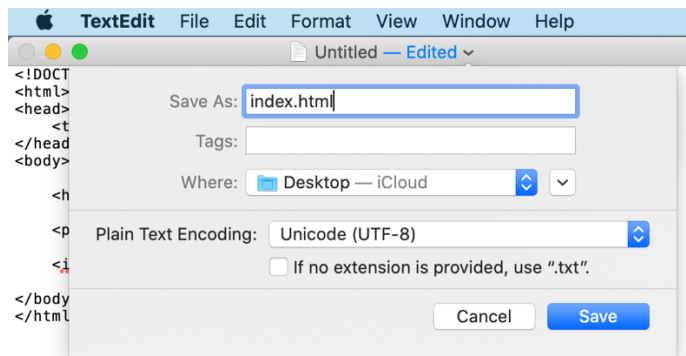 TextEdit File Edit Format View Window Help
Untitled — Edited
<!DOCT
<html>
<head>
<t
</head
<body>
<h
<p
<i
</body
</html
Save As: index.html
Tags:
Where: Desktop — iCloud
Plain Text Encoding: Unicode (UTF-8)
If no extension is provided, use “.txt”.
Cancel Save